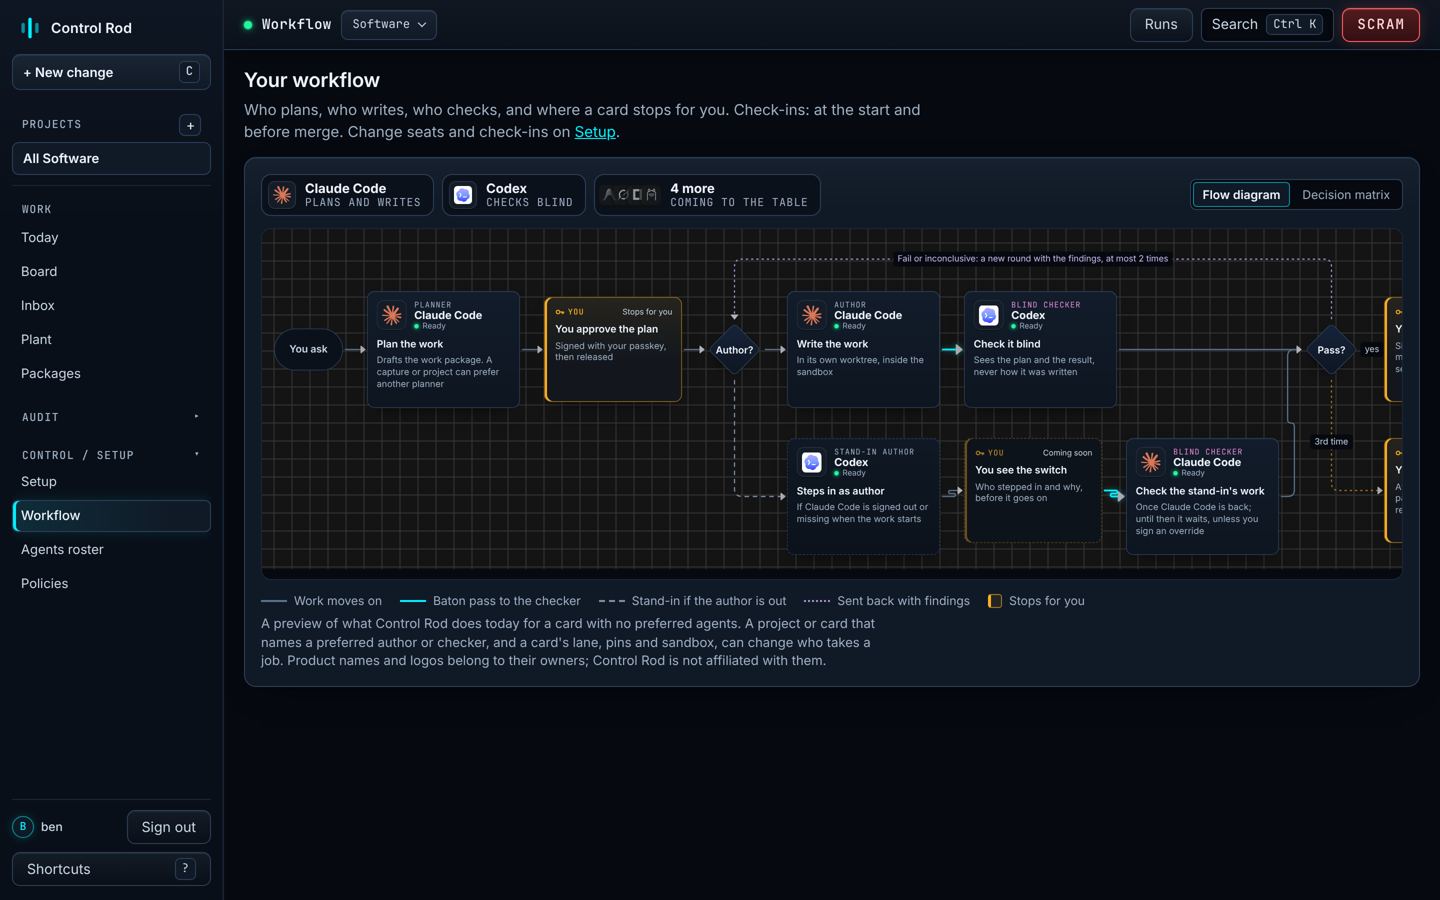 Control Rod
+ New change C
PROJECTS +
All Software
WORK
Today
Board
Inbox
Plant
Packages
AUDIT
CONTROL / SETUP
Setup
Workflow
Agents roster
Policies
B ben
Sign out
Shortcuts ?
Workflow
Software
Runs
Search Ctrl K
SCRAM
Your workflow
Who plans, who writes, who checks, and where a card stops for you. Check-ins: at the start and
before merge. Change seats and check-ins on Setup.
Claude Code
PLANS AND WRITES
Codex
CHECKS BLIND
4 more
COMING TO THE TABLE
Flow diagram
Decision matrix
Fail or inconclusive: a new round with the findings, at most 2 times
You ask
PLANNER
Claude Code
Ready
Plan the work
Drafts the work package. A
capture or project can prefer
another planner
YOU
Stops for you
You approve the plan
Signed with your passkey,
then released
Author?
AUTHOR
Claude Code
Ready
Write the work
In its own worktree, inside the
sandbox
BLIND CHECKER
Codex
Ready
Check it blind
Sees the plan and the result,
never how it was written
Pass?
yes
3rd time
STAND-IN AUTHOR
Codex
Ready
Steps in as author
If Claude Code is signed out or
missing when the work starts
YOU
Coming soon
You see the switch
Who stepped in and why,
before it goes on
BLIND CHECKER
Claude Code
Ready
Check the stand-in's work
Once Claude Code is back;
until then it waits, unless you
sign an override
Work moves on
Baton pass to the checker
Stand-in if the author is out
Sent back with findings
Stops for you
A preview of what Control Rod does today for a card with no preferred agents. A project or card that
names a preferred author or checker, and a card's lane, pins and sandbox, can change who takes a
job. Product names and logos belong to their owners; Control Rod is not affiliated with them.